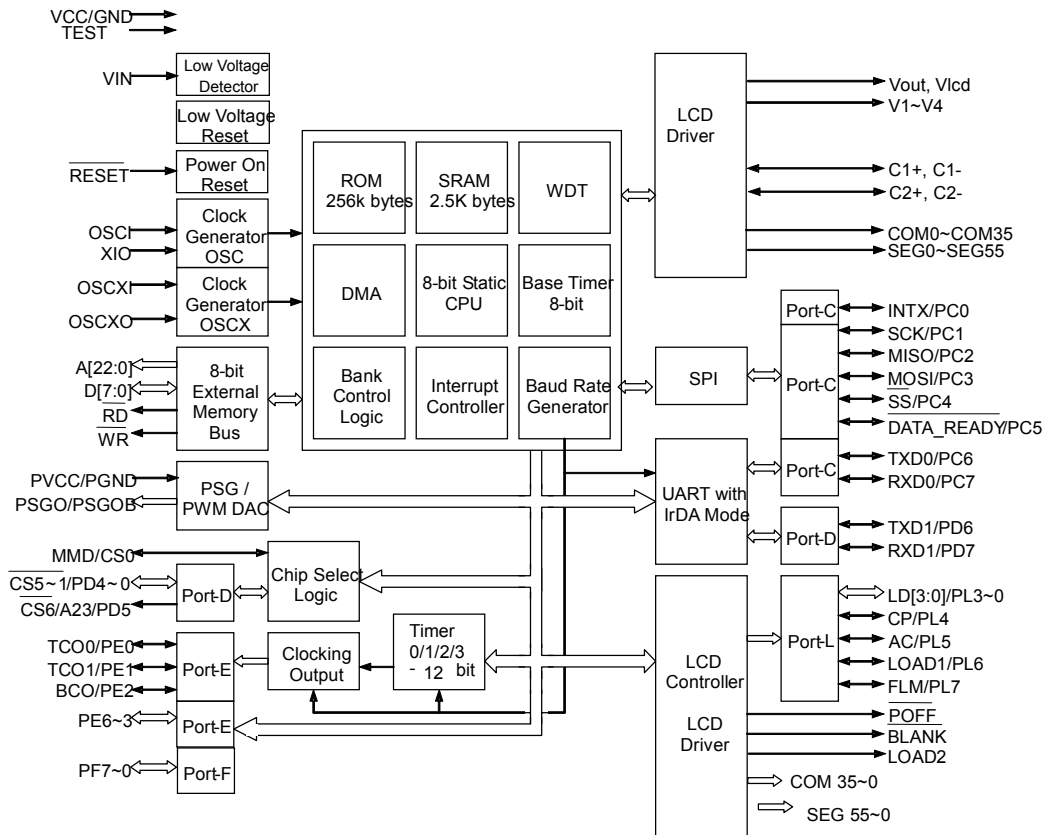 VCC/GND
TEST
VIN
Low Voltage
Detector
Low Voltage
Reset
RESET
Power On
Reset
OSCI
XIO
Clock
Generator
OSC
OSCXI
OSCXO
Clock
Generator
OSCX
A[22:0]
D[7:0]
RD
WR
8-bit
External
Memory
Bus
PVCC/PGND
PSGO/PSGOB
PSG /
PWM DAC
MMD/CS0
CS5~1/PD4~0
CS6/A23/PD5
Port-D
Chip Select
Logic
TCO0/PE0
TCO1/PE1
BCO/PE2
Port-E
Clocking
Output
Timer
0/1/2/3
- 12 bit
PE6~3
Port-E
PF7~0
Port-F
ROM
256k bytes
SRAM
2.5K bytes
WDT
DMA
8-bit Static
CPU
Base Timer
8-bit
Bank
Control
Logic
Interrupt
Controller
Baud Rate
Generator
LCD
Driver
Vout, Vlcd
V1~V4
C1+, C1-
C2+, C2-
COM0~COM35
SEG0~SEG55
SPI
Port-C
INTX/PC0
Port-C
SCK/PC1
MISO/PC2
MOSI/PC3
SS/PC4
DATA_READY/PC5
UART with
IrDA Mode
Port-C
TXD0/PC6
RXD0/PC7
Port-D
TXD1/PD6
RXD1/PD7
LCD
Controller
LCD
Driver
Port-L
LD[3:0]/PL3~0
CP/PL4
AC/PL5
LOAD1/PL6
FLM/PL7
POFF
BLANK
LOAD2
COM 35~0
SEG 55~0